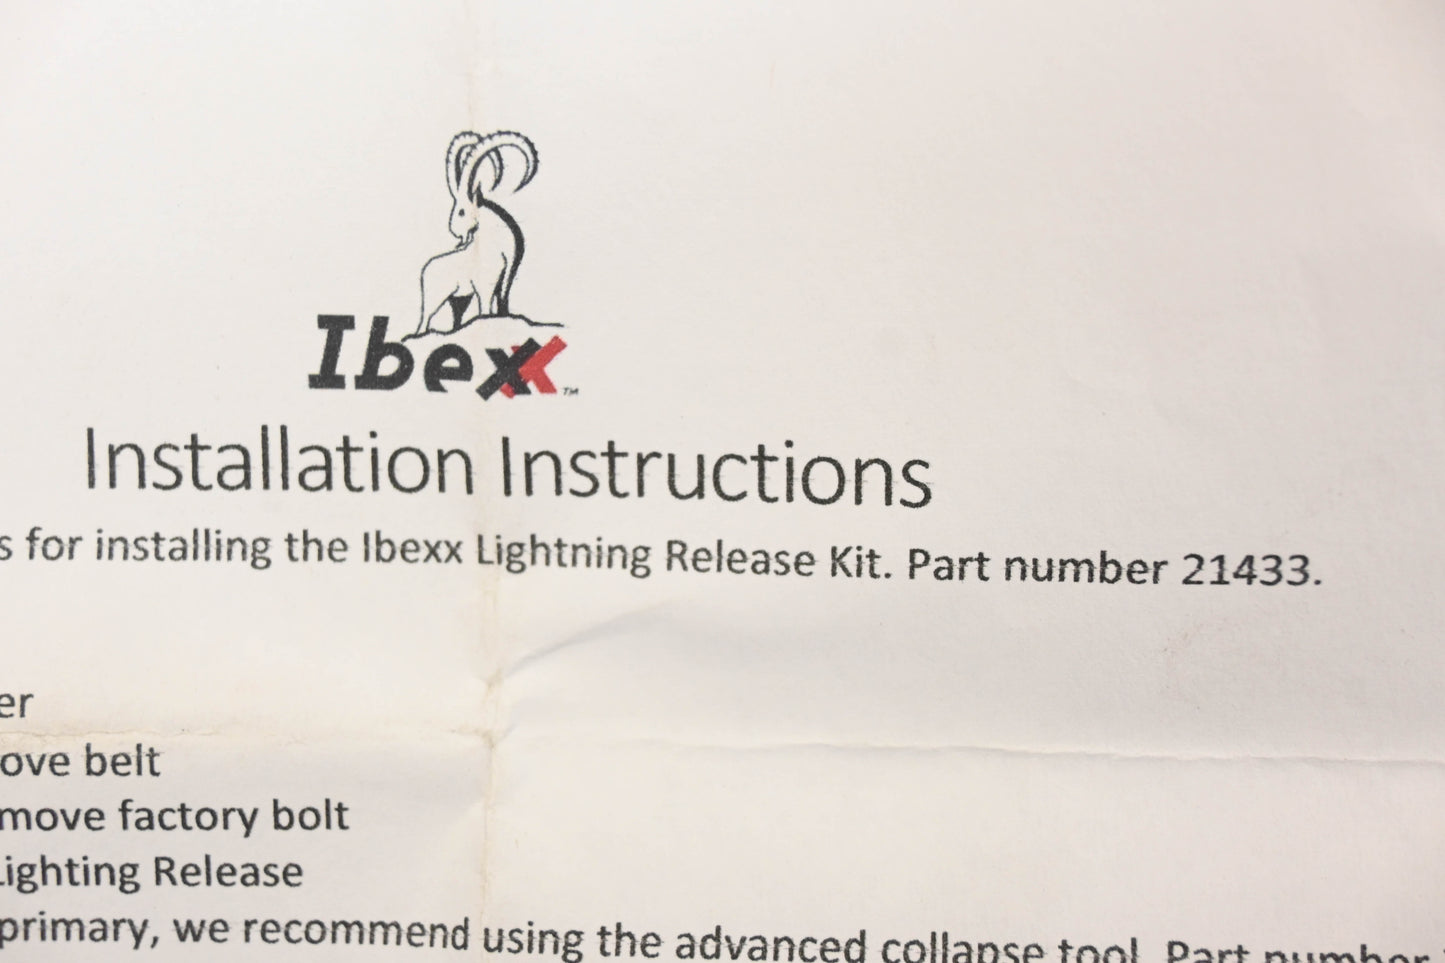 Ibexx™
Installation Instructions
s for installing the Ibexx Lightning Release Kit. Part number 21433.
er
ove belt
move factory bolt
Lighting Release
primary, we recommend using the advanced collapse tool. Part number